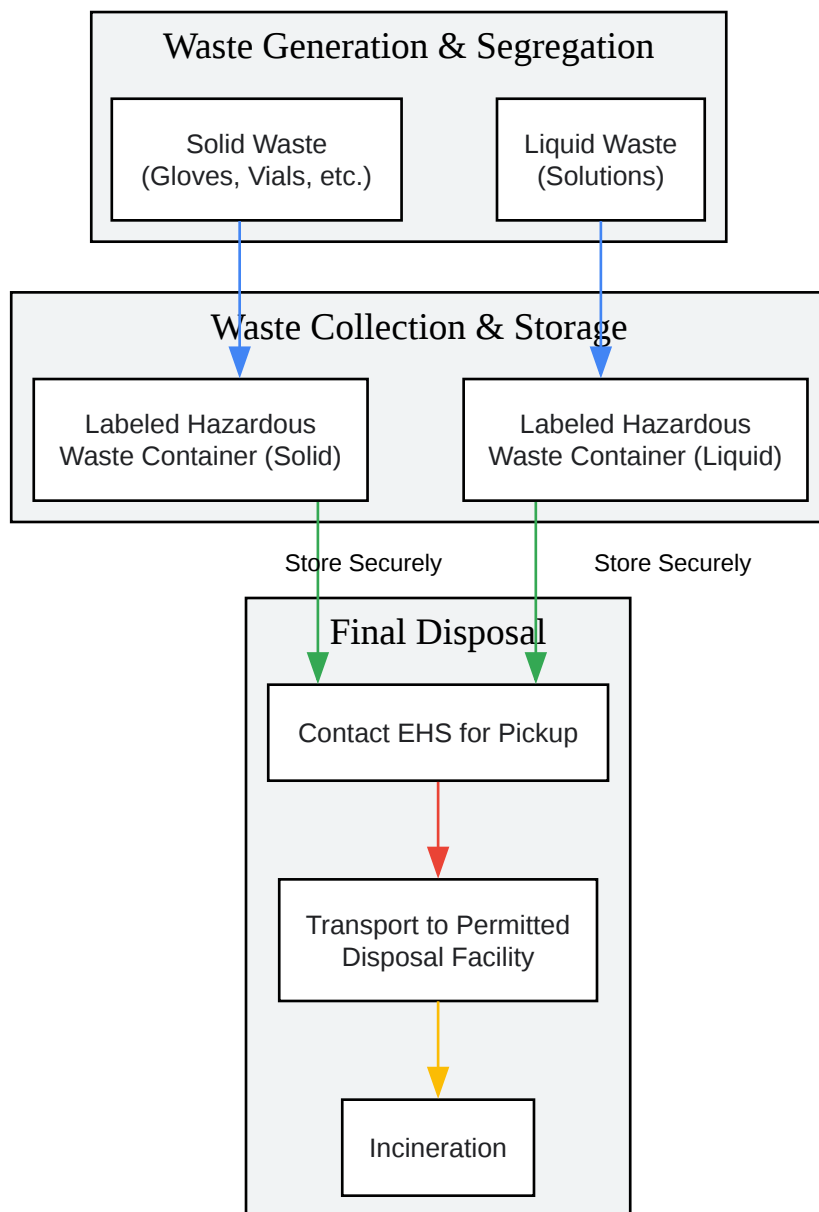 Waste Generation & Segregation
Solid Waste
(Gloves, Vials, etc.)
Liquid Waste
(Solutions)
Waste Collection & Storage
Labeled Hazardous
Waste Container (Solid)
Labeled Hazardous
Waste Container (Liquid)
Store Securely
Store Securely
Final Disposal
Contact EHS for Pickup
Transport to Permitted
Disposal Facility
Incineration